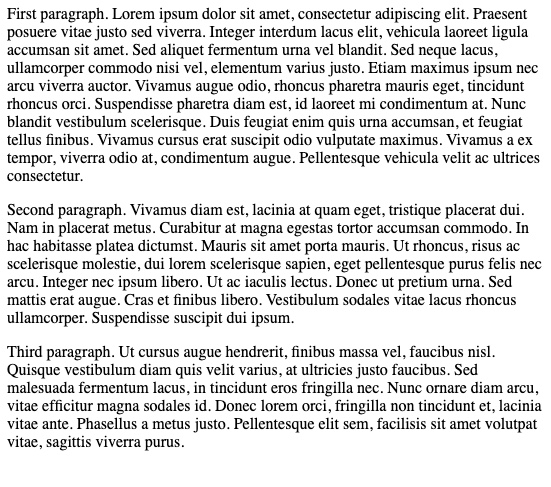 First paragraph. Lorem ipsum dolor sit amet, consectetur adipiscing elit. Praesent
posuere vitae justo sed viverra. Integer interdum lacus elit, vehicula laoreet ligula
accumsan sit amet. Sed aliquet fermentum urna vel blandit. Sed neque lacus,
ullamcorper commodo nisi vel, elementum varius justo. Etiam maximus ipsum nec
arcu viverra auctor. Vivamus augue odio, rhoncus pharetra mauris eget, tincidunt
rhoncus orci. Suspendisse pharetra diam est, id laoreet mi condimentum at. Nunc
blandit vestibulum scelerisque. Duis feugiat enim quis urna accumsan, et feugiat
tellus finibus. Vivamus cursus erat suscipit odio vulputate maximus. Vivamus a ex
tempor, viverra odio at, condimentum augue. Pellentesque vehicula velit ac ultrices
consectetur.
Second paragraph. Vivamus diam est, lacinia at quam eget, tristique placerat dui.
Nam in placerat metus. Curabitur at magna egestas tortor accumsan commodo. In
hac habitasse platea dictumst. Mauris sit amet porta mauris. Ut rhoncus, risus ac
scelerisque molestie, dui lorem scelerisque sapien, eget pellentesque purus felis nec
arcu. Integer nec ipsum libero. Ut ac iaculis lectus. Donec ut pretium urna. Sed
mattis erat augue. Cras et finibus libero. Vestibulum sodales vitae lacus rhoncus
ullamcorper. Suspendisse suscipit dui ipsum.
Third paragraph. Ut cursus augue hendrerit, finibus massa vel, faucibus nisl.
Quisque vestibulum diam quis velit varius, at ultricies justo faucibus. Sed
malesuada fermentum lacus, in tincidunt eros fringilla nec. Nunc ornare diam arcu,
vitae efficitur magna sodales id. Donec lorem orci, fringilla non tincidunt et, lacinia
vitae ante. Phasellus a metus justo. Pellentesque elit sem, facilisis sit amet volutpat
vitae, sagittis viverra purus.